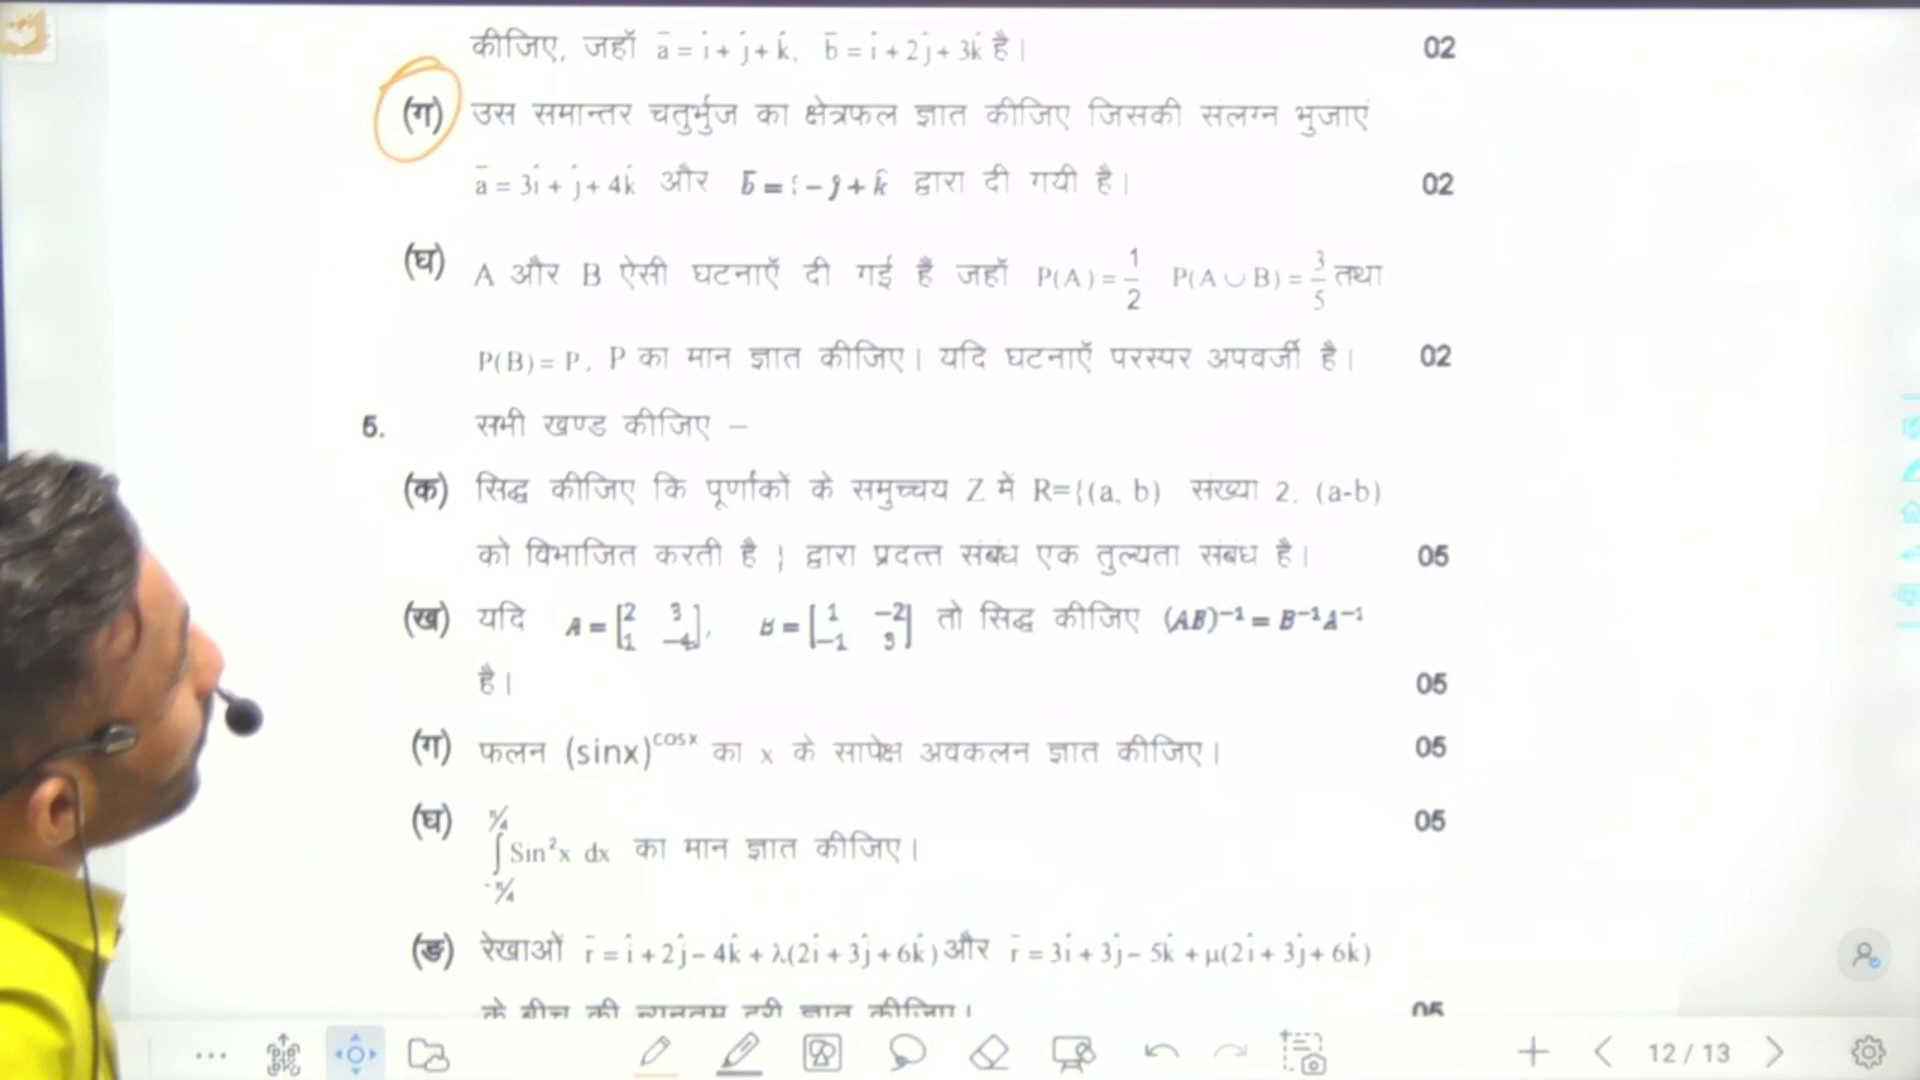 कीजिए, जहाँ a̅ = i + j + k, b̅ = i + 2j + 3k है। 02
(ग) उस समान्तर चतुर्भुज का क्षेत्रफल ज्ञात कीजिए जिसकी संलग्न भुजाएं
a̅ = 3i + j + 4k और b̅ = i - j + k द्वारा दी गयी है। 02
(घ) A और B ऐसी घटनाएँ दी गई है जहाँ P(A) = 1/2 P(A ∪ B) = 3/5 तथा
P(B) = P. P का मान ज्ञात कीजिए। यदि घटनाएँ परस्पर अपवर्जी है। 02
5. सभी खण्ड कीजिए –
(क) सिद्ध कीजिए कि पूर्णांकों के समुच्चय Z में R={(a, b) संख्या 2, (a-b)
को विभाजित करती है } द्वारा प्रदत्त संबंध एक तुल्यता संबंध है। 05
(ख) यदि A = [2 3; 1 -4], B = [1 -2; -1 3] तो सिद्ध कीजिए (AB)⁻¹ = B⁻¹A⁻¹
है। 05
(ग) फलन (sinx)^cosx का x के सापेक्ष अवकलन ज्ञात कीजिए। 05
(घ) ∫_{-π/4}^{π/4} Sin²x dx का मान ज्ञात कीजिए। 05
(ङ) रेखाओं r̅ = i + 2j - 4k + λ(2i + 3j + 6k) और r̅ = 3i + 3j - 5k + μ(2i + 3j + 6k)
के बीच की न्यूनतम दूरी ज्ञात कीजिए। 05
12 / 13